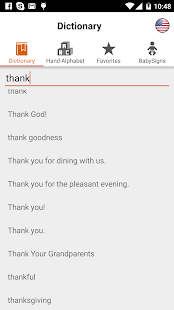 10:48
Dictionary
Dictionary
Hand Alphabet
Favorites
BabySigns
thank
thank
Thank God!
thank goodness
Thank you for dining with us.
Thank you for the pleasant evening.
Thank you!
Thank you.
Thank Your Grandparents
thankful
thanksgiving